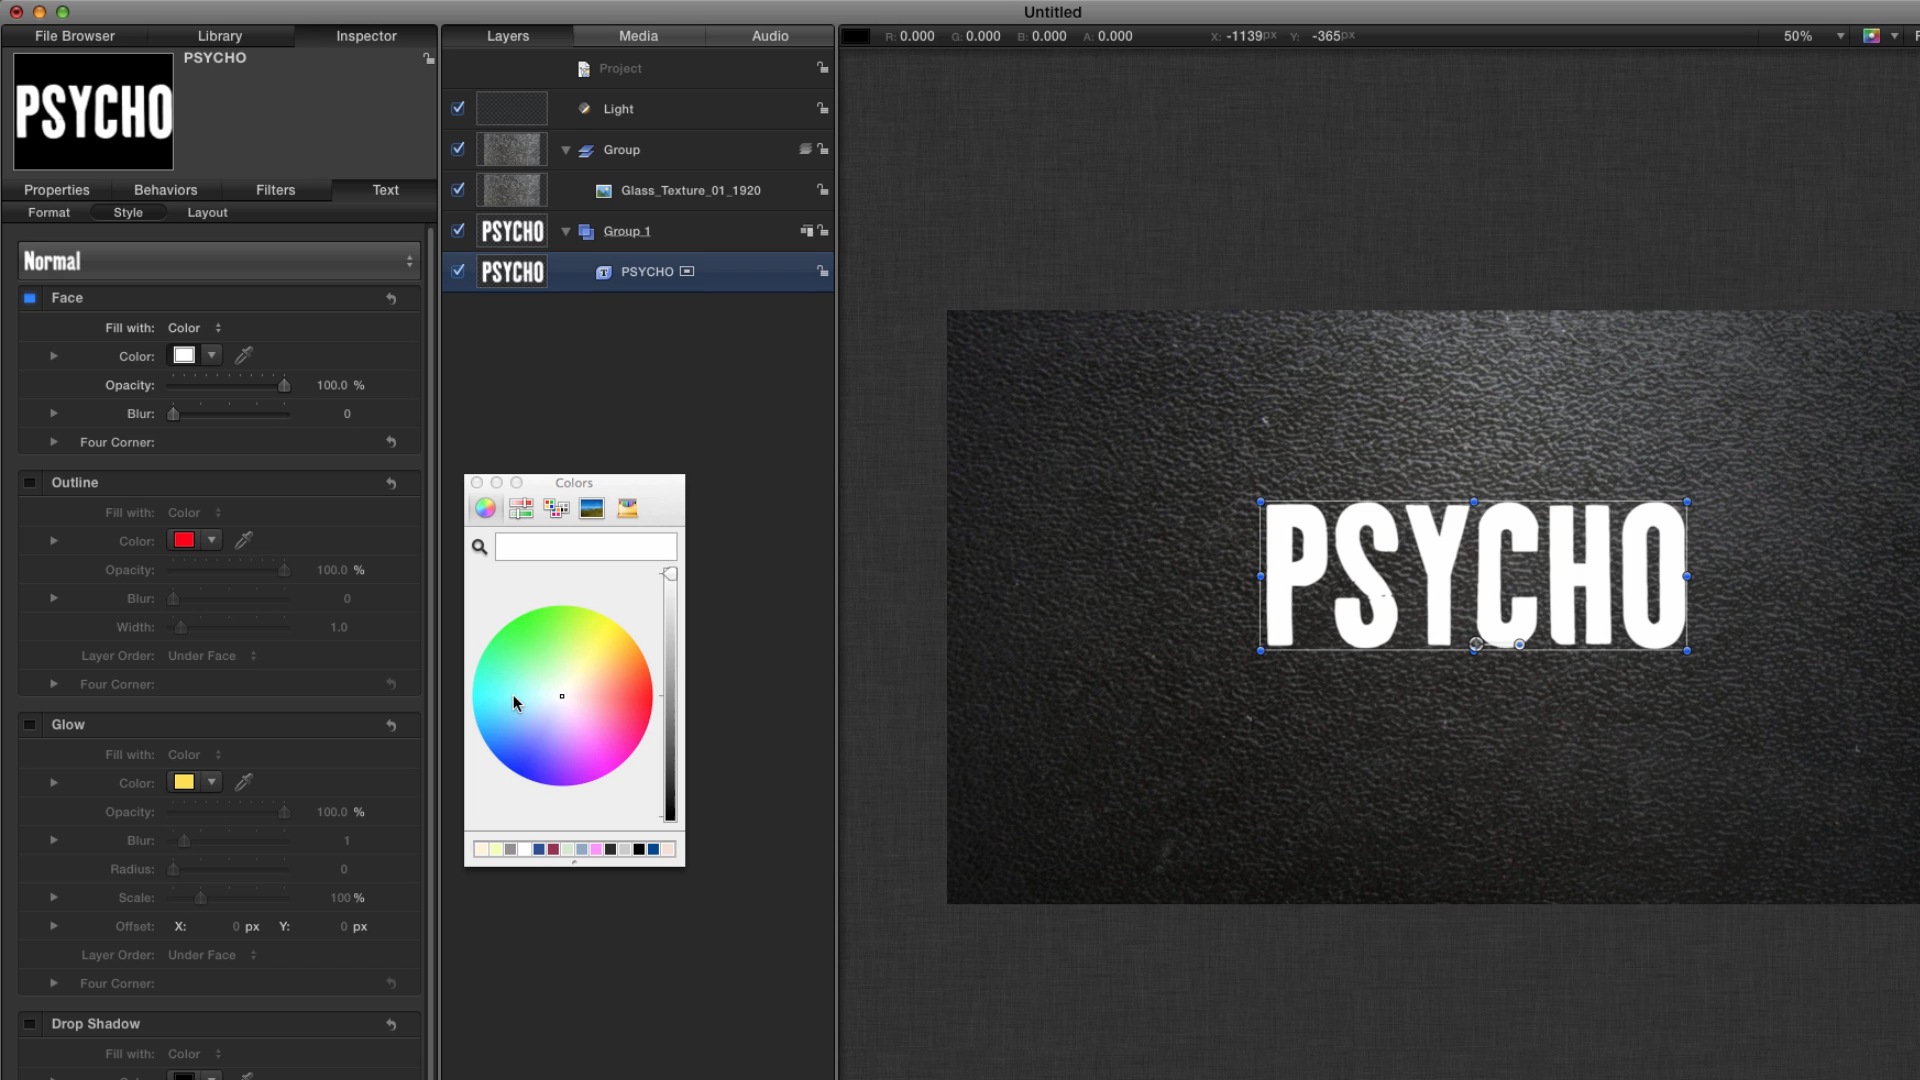 Untitled
File Browser
Library
Inspector
PSYCHO
PSYCHO
Properties
Behaviors
Filters
Text
Format
Style
Layout
Normal
Face
Fill with: Color
Color:
Opacity: 100.0 %
Blur: 0
Four Corner:
Outline
Fill with: Color
Color:
Opacity: 100.0 %
Blur: 0
Width: 1.0
Layer Order: Under Face
Four Corner:
Glow
Fill with: Color
Color:
Opacity: 100.0 %
Blur: 1
Radius: 0
Scale: 100 %
Offset: X: 0 px Y: 0 px
Layer Order: Under Face
Four Corner:
Drop Shadow
Fill with: Color
Layers
Media
Audio
Project
Light
Group
Glass_Texture_01_1920
PSYCHO
Group 1
PSYCHO
T PSYCHO
Colors
R: 0.000 G: 0.000 B: 0.000 A: 0.000 X: -1139px Y: -365px
50%
PSYCHO